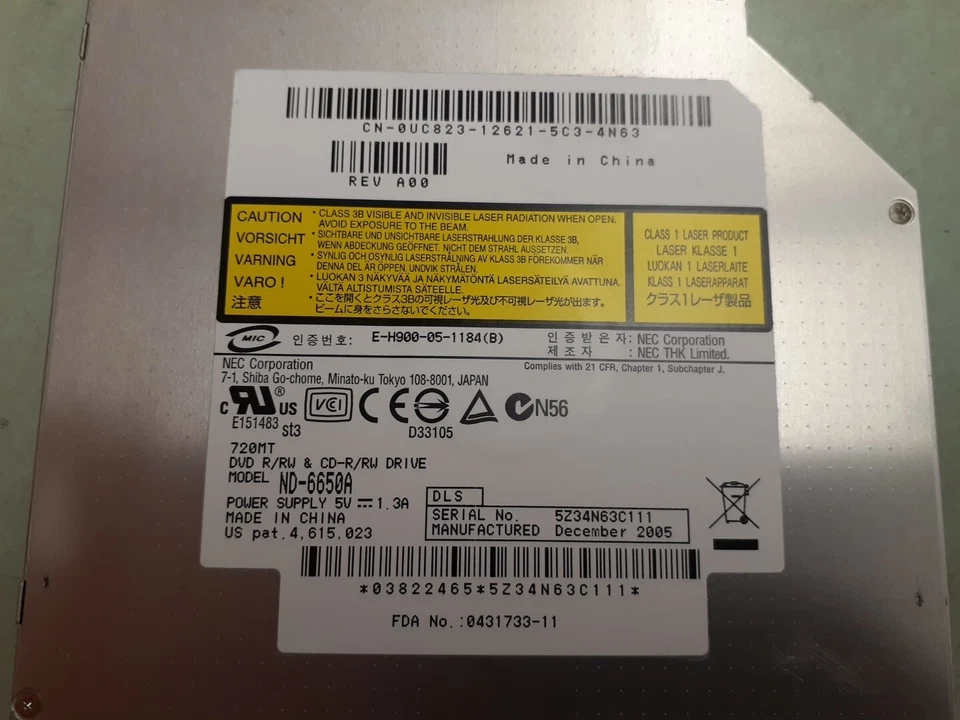 CN-0UC823-12621-5C3-4N63
REV A00
Made in China
CAUTION
・CLASS 3B VISIBLE AND INVISIBLE LASER RADIATION WHEN OPEN.
AVOID EXPOSURE TO THE BEAM.
VORSICHT
・SICHTBARE UND UNSICHTBARE LASERSTRAHLUNG DER KLASSE 3B,
WENN ABDECKUNG GEÖFFNET. NICHT DEM STRAHL AUSSETZEN.
VARNING
・SYNLIG OCH OSYNLIG LASERSTRÅLNING AV KLASS 3B FÖREKOMMER NÄR
DENNA DEL ÄR ÖPPEN. UNDVIK STRÅLEN.
VARO!
・LUOKAN 3 NÄKYVÄÄ JA NÄKYMÄTÖNTÄ LASERSÄTEILYÄ AVATTUNA.
VÄLTÄ ALTISTUMISTA SÄTEELLE.
注意
・ここを開くとクラス3Bの可視レーザ光及び不可視レーザ光が出ます。
ビームに身をさらさないでください。
CLASS 1 LASER PRODUCT
LASER KLASSE 1
LUOKAN 1 LASERLAITE
KLASS 1 LASERAPPARAT
クラス1レーザ製品
MIC 인증번호: E-H900-05-1184(B)
인증받은자: NEC Corporation
제조자 : NEC THK Limited.
NEC Corporation
7-1, Shiba Go-chome, Minato-ku Tokyo 108-8001, JAPAN
Complies with 21 CFR, Chapter 1, Subchapter J.
C RU ® US
E151483 st3
VCI
CE
D33105
N56
720MT
DVD R/RW & CD-R/RW DRIVE
MODEL ND-6650A
POWER SUPPLY 5V ⎓ 1.3A
MADE IN CHINA
US pat.4,615,023
DLS
SERIAL No. 5Z34N63C111
MANUFACTURED December 2005
*03822465*5Z34N63C111*
FDA No.:0431733-11